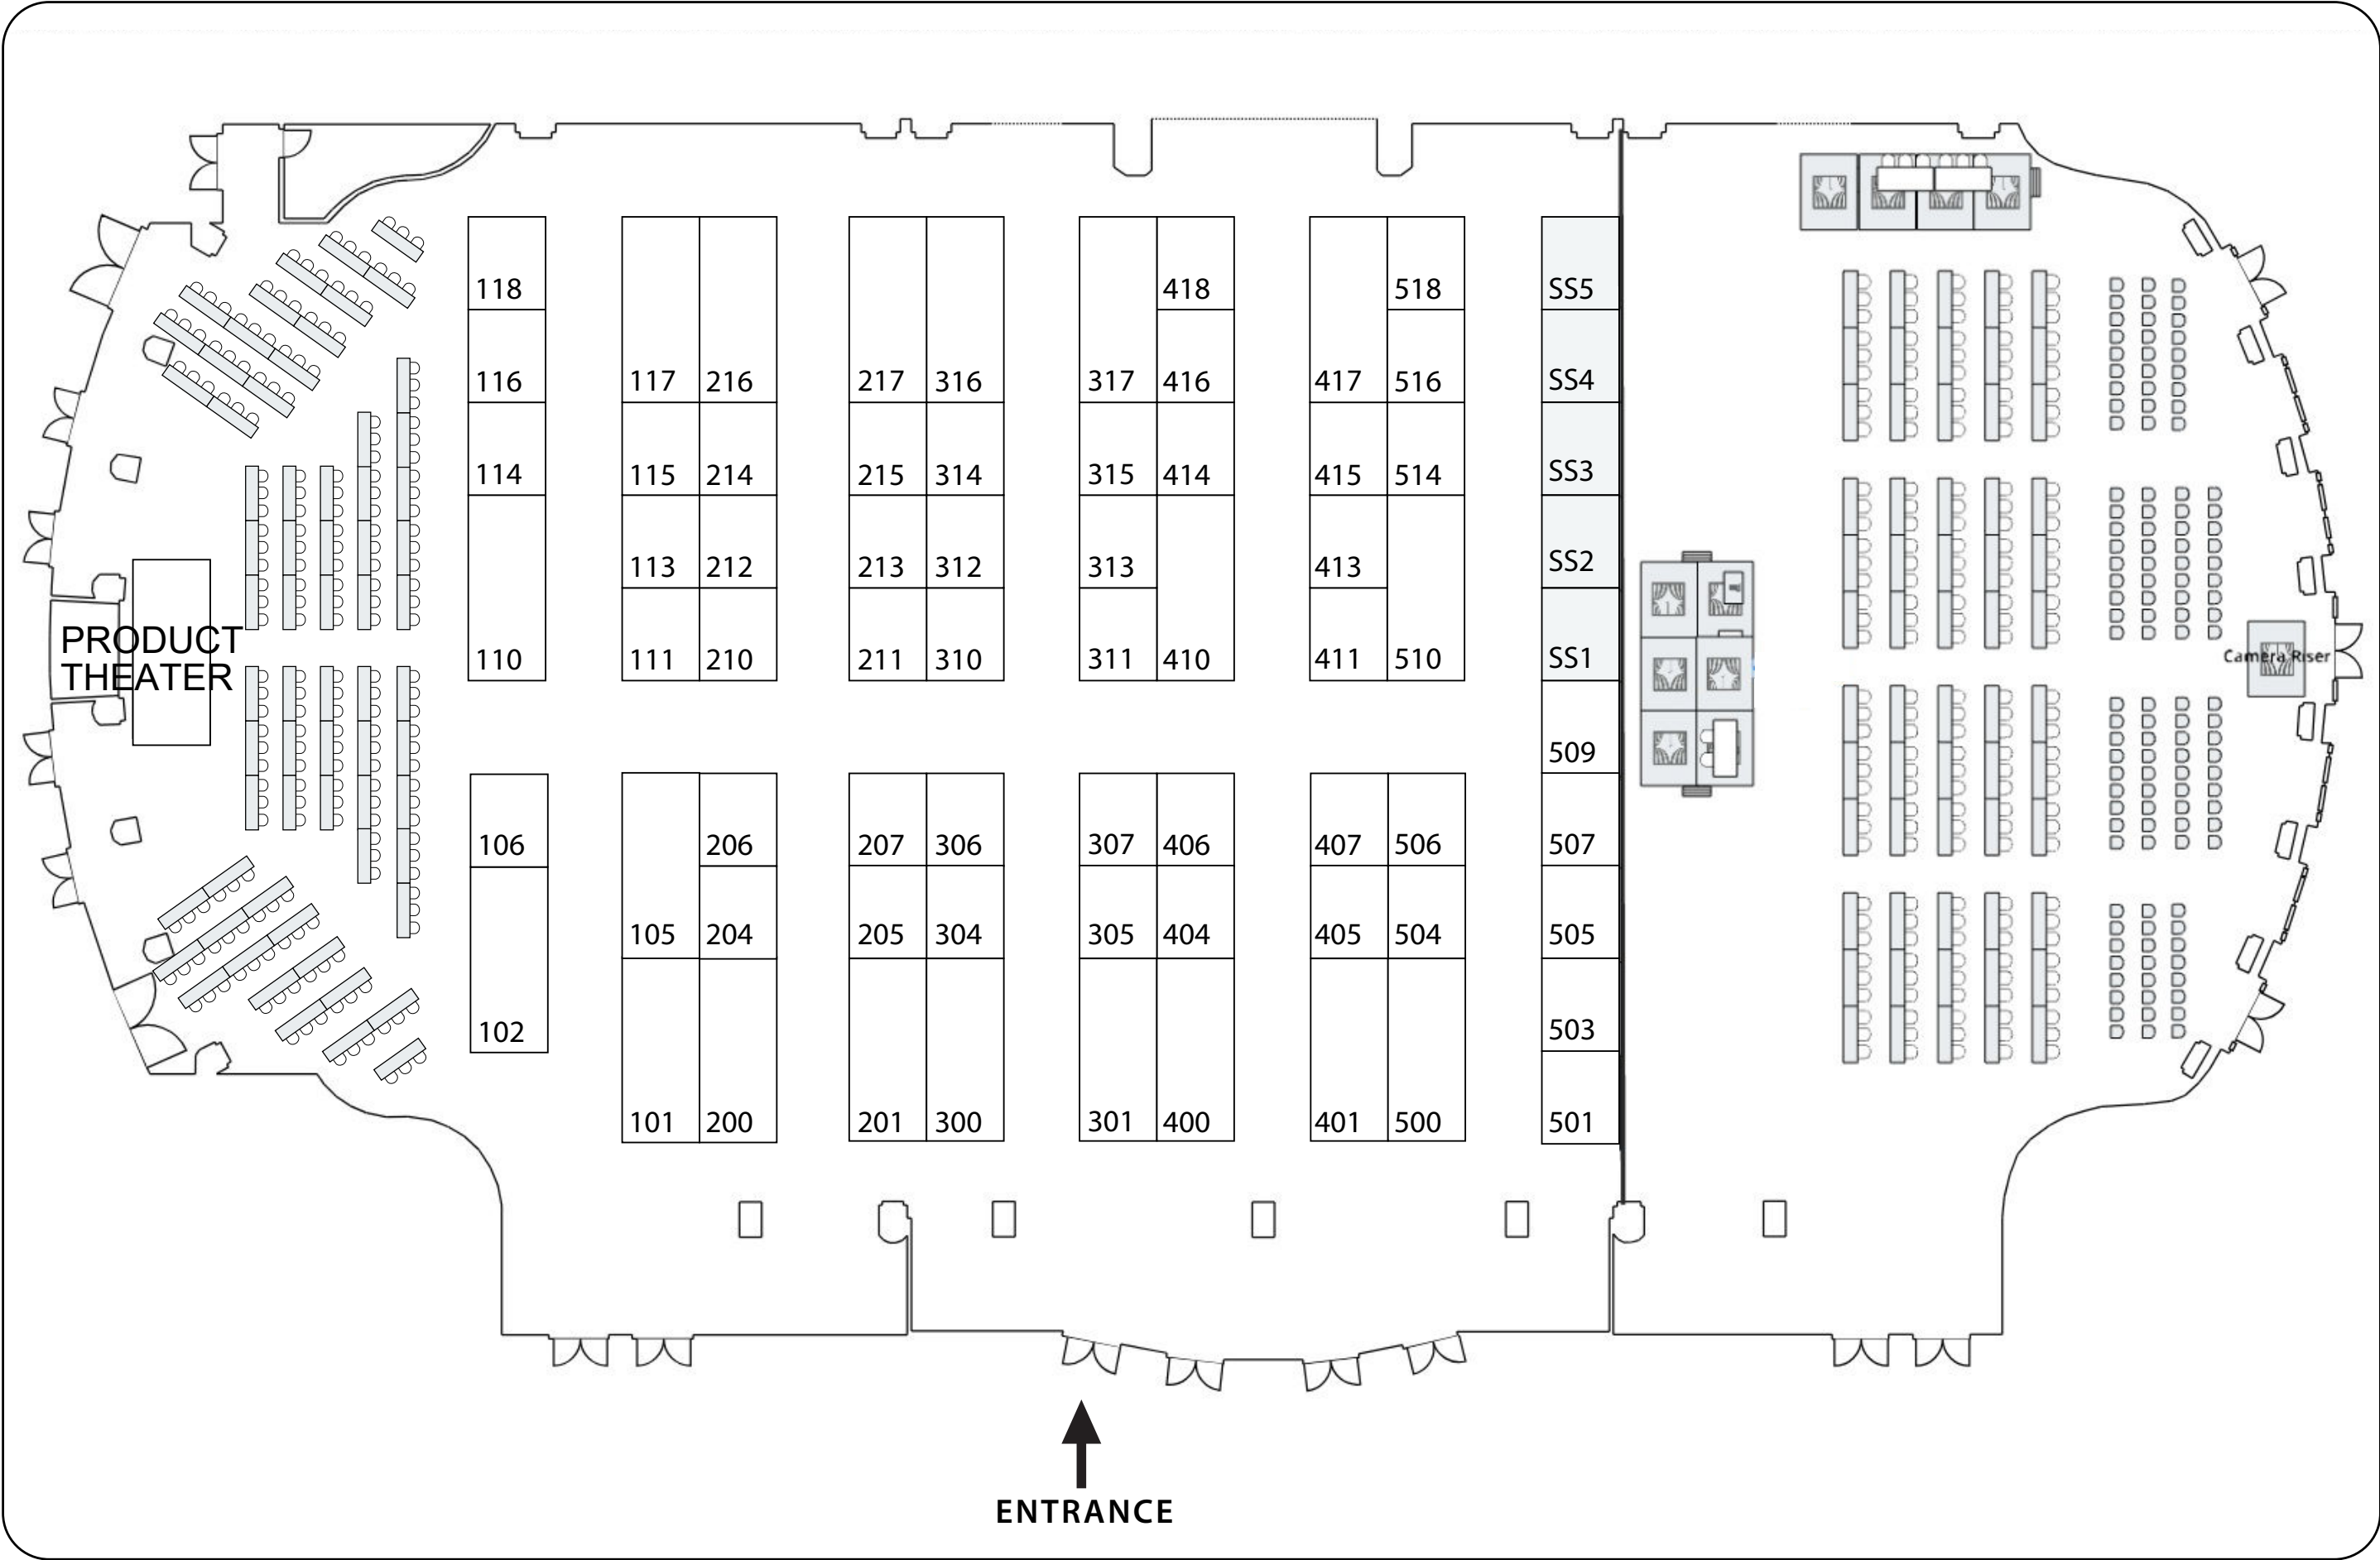 118 418 518 SS5
116 117 216 217 316 317 416 417 516 SS4
114 115 214 215 314 315 414 415 514 SS3
113 212 213 312 313 413 SS2
PRODUCT
THEATER
110 111 210 211 310 311 410 411 510 SS1
Camera Riser
509
106 206 207 306 307 406 407 506 507
105 204 205 304 305 404 405 504 505
102 503
101 200 201 300 301 400 401 500 501
ENTRANCE